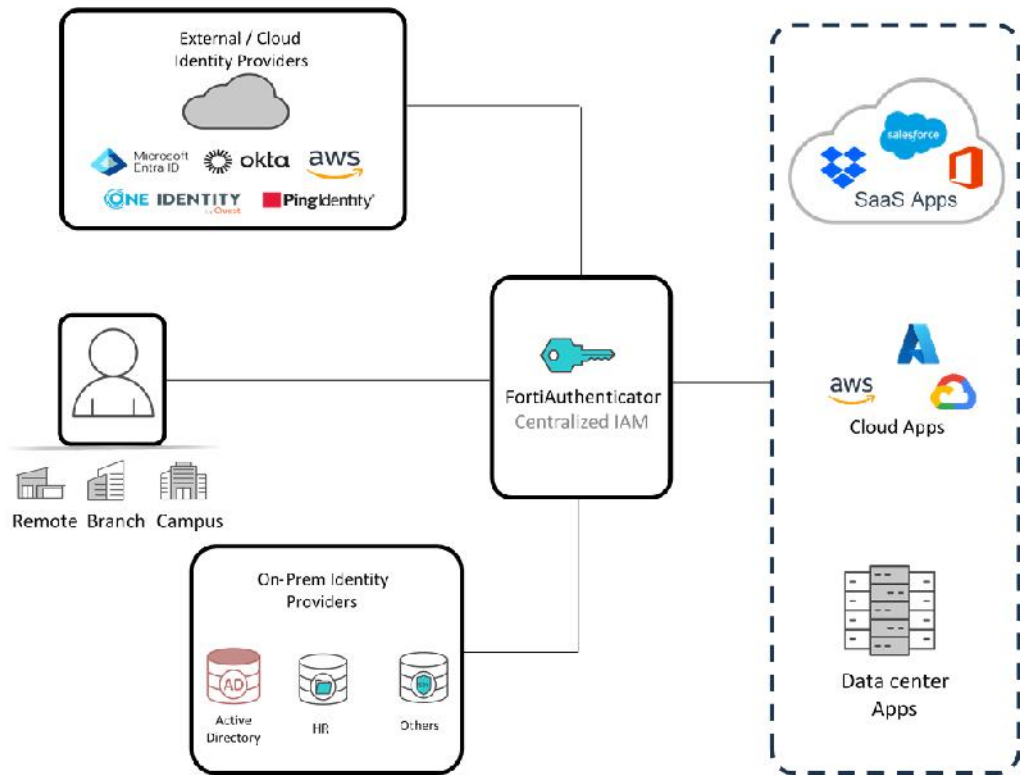 External / Cloud
Identity Providers
Microsoft
Entra ID
okta
aws
ONE IDENTITY
by Quest
PingIdentity®
salesforce
SaaS Apps
FortiAuthenticator
Centralized IAM
aws
Cloud Apps
Remote
Branch
Campus
On-Prem Identity
Providers
AD
Active
Directory
HR
Others
Data center
Apps